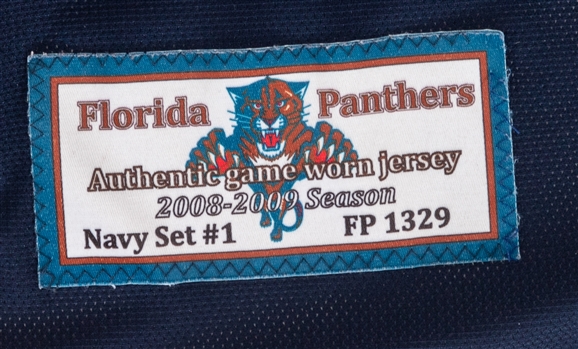 Florida Panthers
Authentic game worn jersey
2008-2009 Season
Navy Set #1 FP 1329